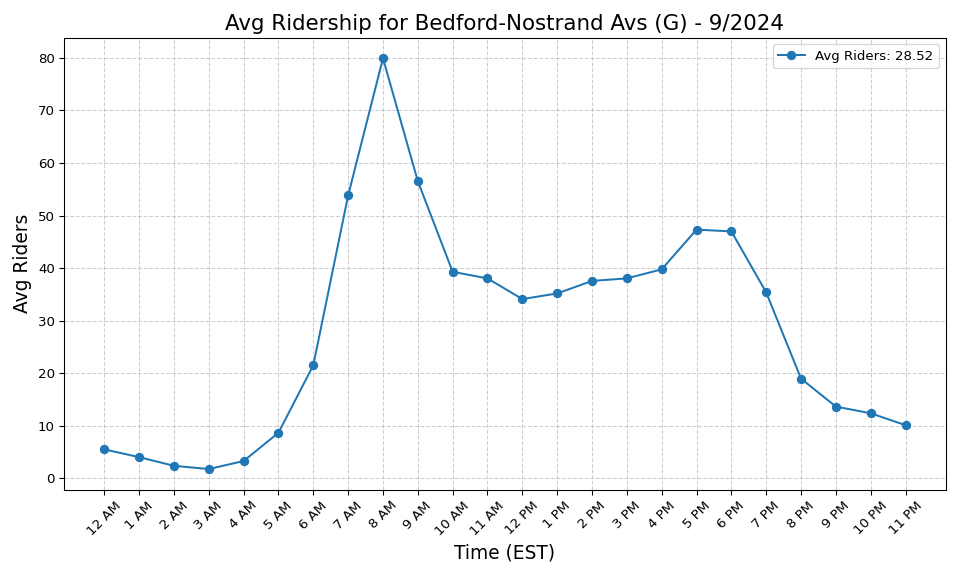 Avg Ridership for Bedford-Nostrand Avs (G) - 9/2024
Avg Riders: 28.52
Avg Riders
80
70
60
50
40
30
20
10
0
12 AM
1 AM
2 AM
3 AM
4 AM
5 AM
6 AM
7 AM
8 AM
9 AM
10 AM
11 AM
12 PM
1 PM
2 PM
3 PM
4 PM
5 PM
6 PM
7 PM
8 PM
9 PM
10 PM
11 PM
Time (EST)